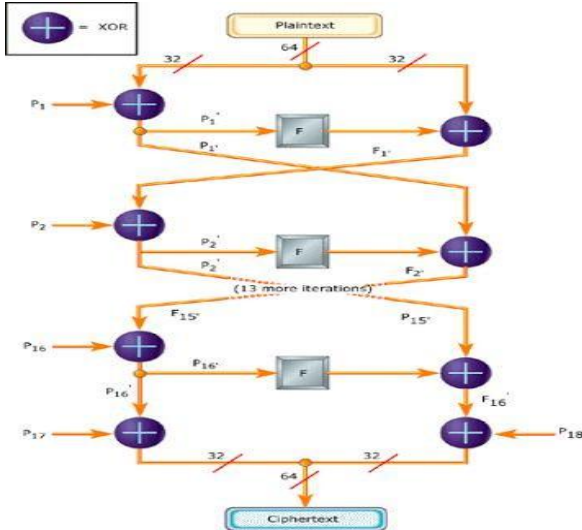 = XOR
Plaintext
64
32 32
P1
P1'
F
P1'
F1'
P2
P2'
F
P2'
F2'
(13 more iterations)
F15'
P15'
P16
P16'
F
P16'
F16'
P17
P18
32 32
64
Ciphertext